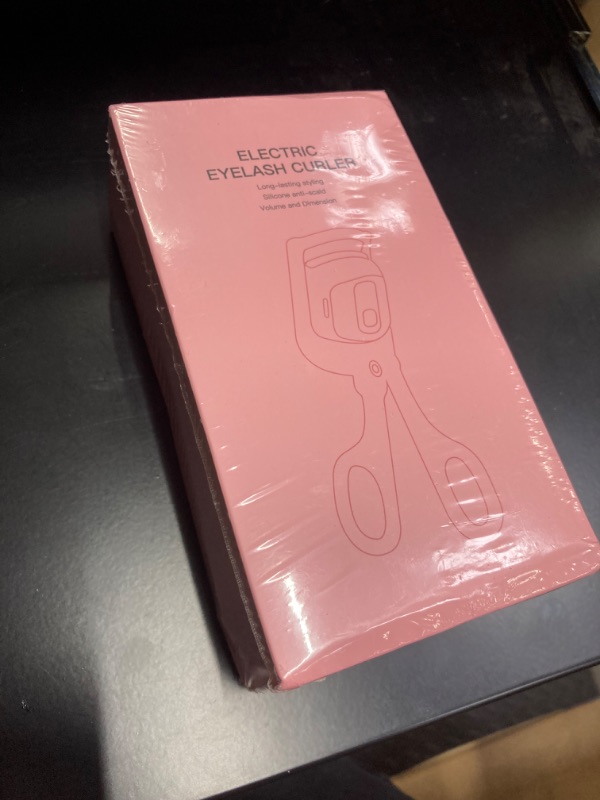 ELECTRIC
EYELASH CURLER
Long-lasting styling
Silicone anti-scald
Volume and Dimension